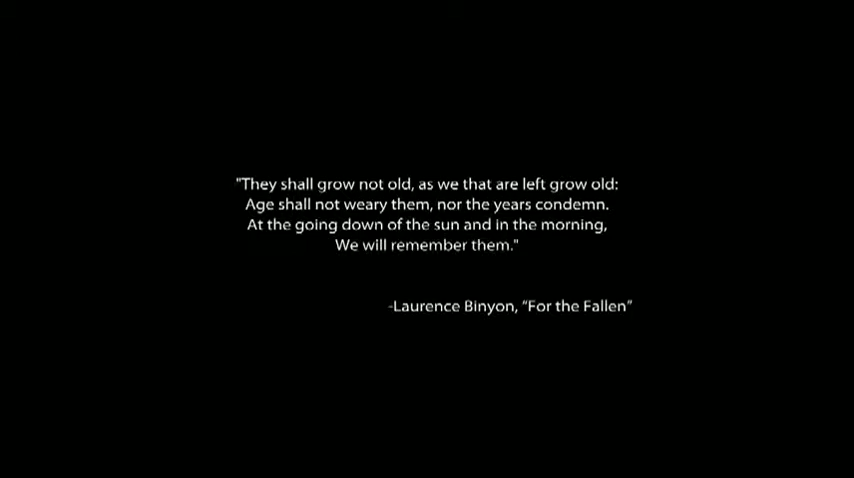 "They shall grow not old, as we that are left grow old:
Age shall not weary them, nor the years condemn.
At the going down of the sun and in the morning,
We will remember them."
-Laurence Binyon, “For the Fallen”